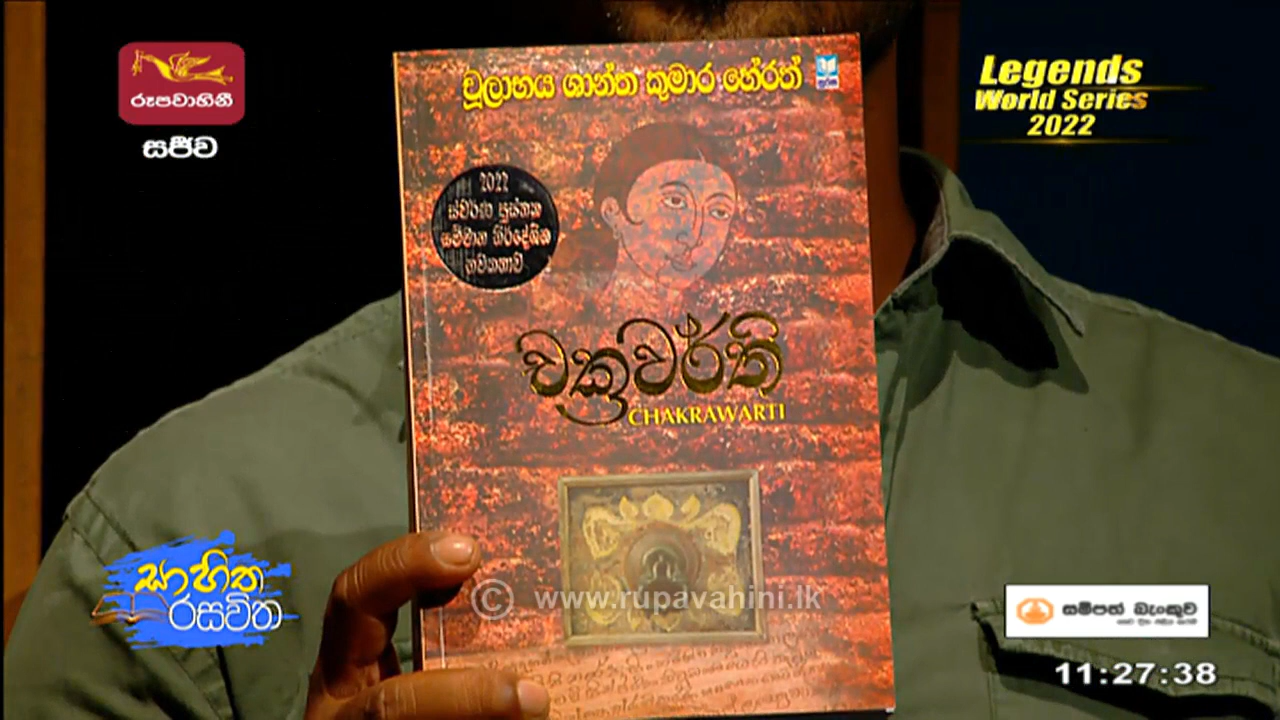 රූපවාහිනී
සජීව
Legends
World Series
2022
චූලාභය ශාන්ත කුමාර හේරත්
2022
ස්වර්ණ පුස්තක
සම්මාන නිර්දේශිත
නවකතාව
චක්‍රවර්ති
CHAKRAWARTI
සාහිත
රසවිත
© www.rupavahini.lk
සම්පත් බැංකුව
11:27:38